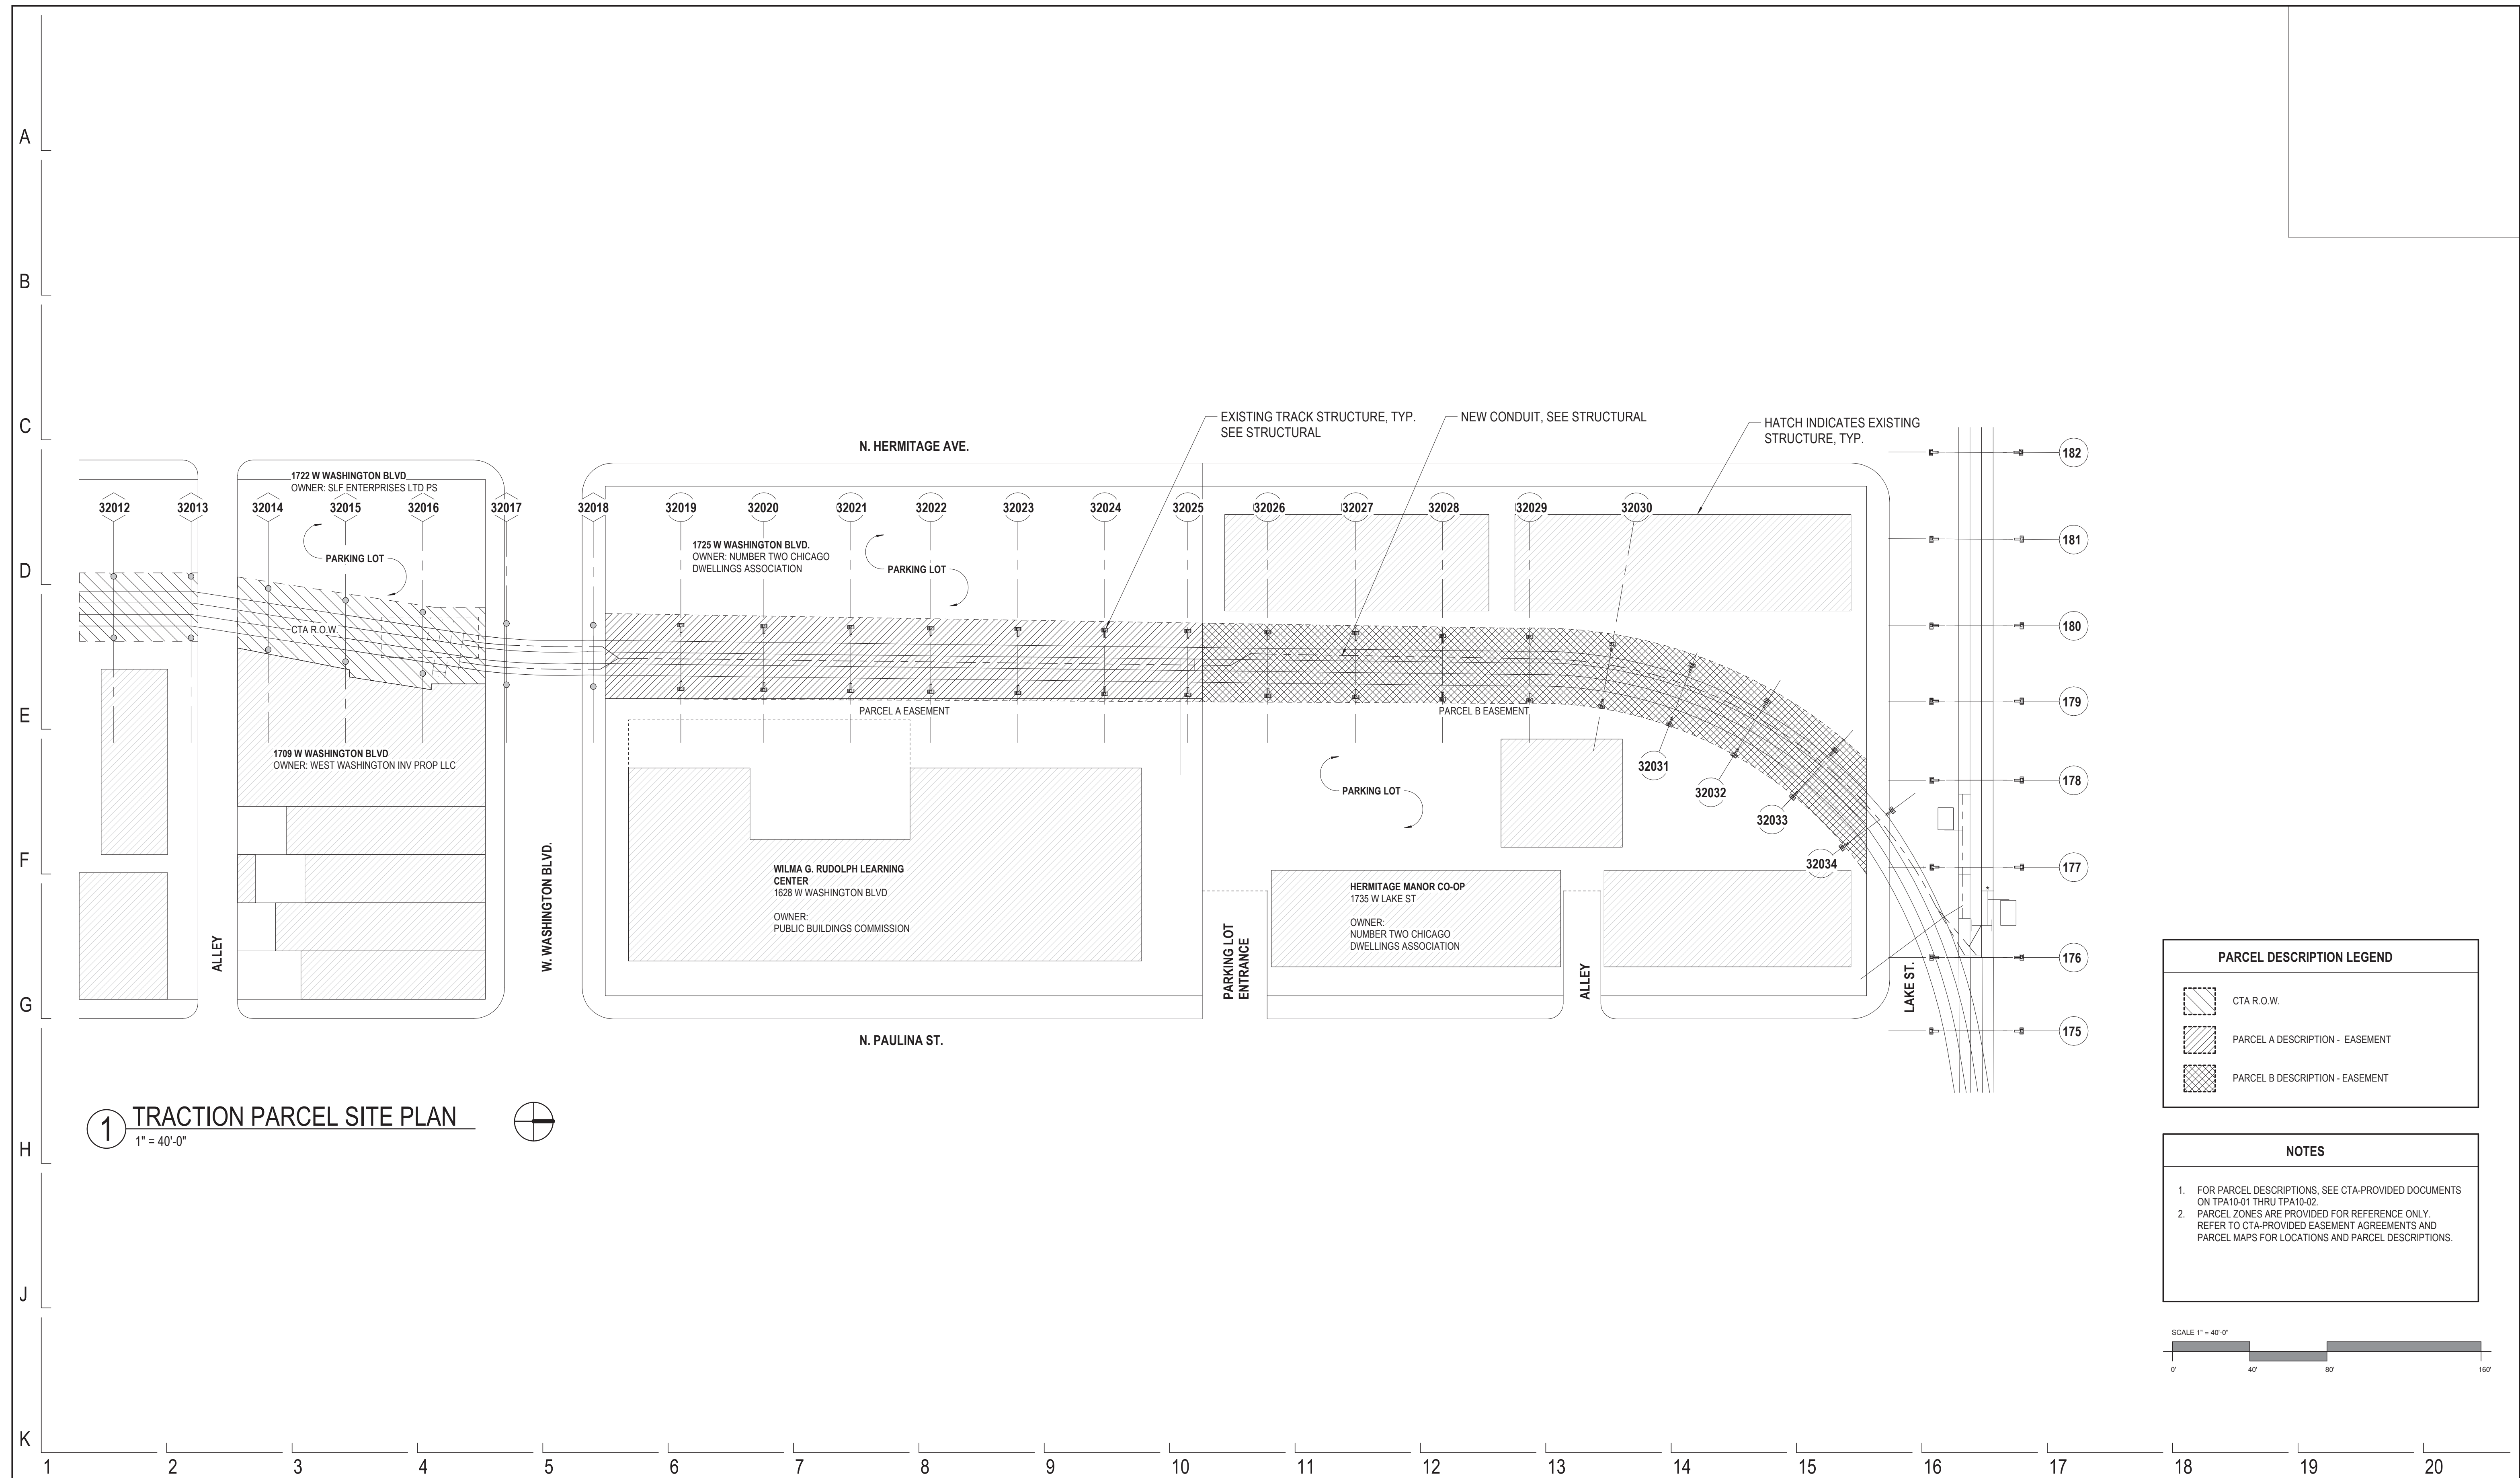 A
B
C
D
E
F
G
H
J
K
1
2
3
4
5
6
7
8
9
10
11
12
13
14
15
16
17
18
19
20
EXISTING TRACK STRUCTURE, TYP.
SEE STRUCTURAL
NEW CONDUIT, SEE STRUCTURAL
HATCH INDICATES EXISTING
STRUCTURE, TYP.
N. HERMITAGE AVE.
1722 W WASHINGTON BLVD
OWNER: SLF ENTERPRISES LTD PS
32012
32013
32014
32015
32016
32017
32018
32019
32020
32021
32022
32023
32024
32025
32026
32027
32028
32029
32030
182
181
180
179
178
177
176
175
PARKING LOT
1725 W WASHINGTON BLVD.
OWNER: NUMBER TWO CHICAGO
DWELLINGS ASSOCIATION
PARKING LOT
CTA R.O.W.
PARCEL A EASEMENT
PARCEL B EASEMENT
1709 W WASHINGTON BLVD
OWNER: WEST WASHINGTON INV PROP LLC
32031
32032
32033
32034
PARKING LOT
WILMA G. RUDOLPH LEARNING
CENTER
1628 W WASHINGTON BLVD
OWNER:
PUBLIC BUILDINGS COMMISSION
HERMITAGE MANOR CO-OP
1735 W LAKE ST
OWNER:
NUMBER TWO CHICAGO
DWELLINGS ASSOCIATION
ALLEY
W. WASHINGTON BLVD.
PARKING LOT
ENTRANCE
ALLEY
LAKE ST.
N. PAULINA ST.
1
TRACTION PARCEL SITE PLAN
1" = 40'-0"
PARCEL DESCRIPTION LEGEND
CTA R.O.W.
PARCEL A DESCRIPTION - EASEMENT
PARCEL B DESCRIPTION - EASEMENT
NOTES
1. FOR PARCEL DESCRIPTIONS, SEE CTA-PROVIDED DOCUMENTS
ON TPA10-01 THRU TPA10-02.
2. PARCEL ZONES ARE PROVIDED FOR REFERENCE ONLY.
REFER TO CTA-PROVIDED EASEMENT AGREEMENTS AND
PARCEL MAPS FOR LOCATIONS AND PARCEL DESCRIPTIONS.
SCALE 1" = 40'-0"
0' 40' 80' 160'